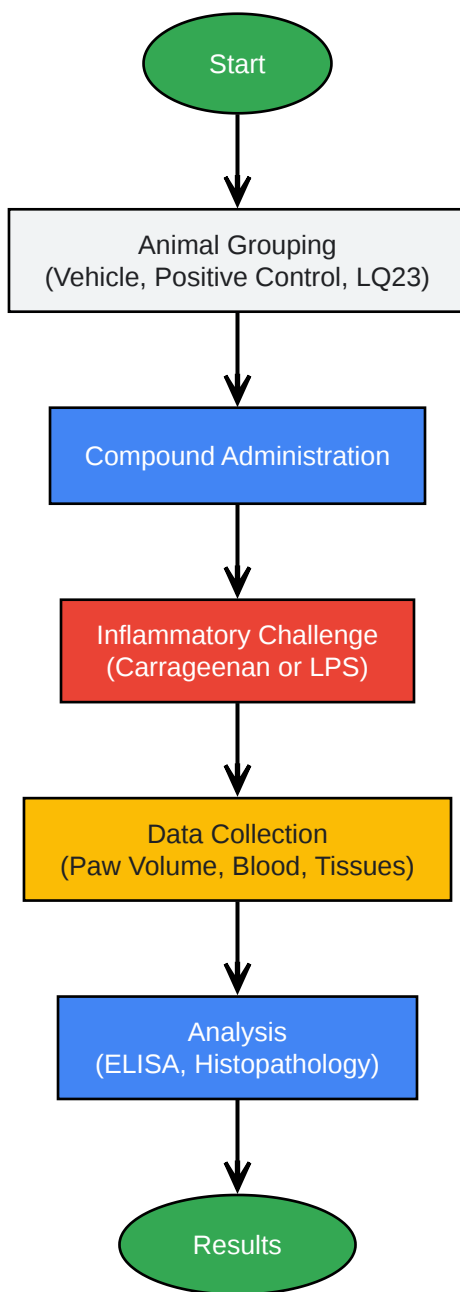 Start
Animal Grouping
(Vehicle, Positive Control, LQ23)
Compound Administration
Inflammatory Challenge
(Carrageenan or LPS)
Data Collection
(Paw Volume, Blood, Tissues)
Analysis
(ELISA, Histopathology)
Results